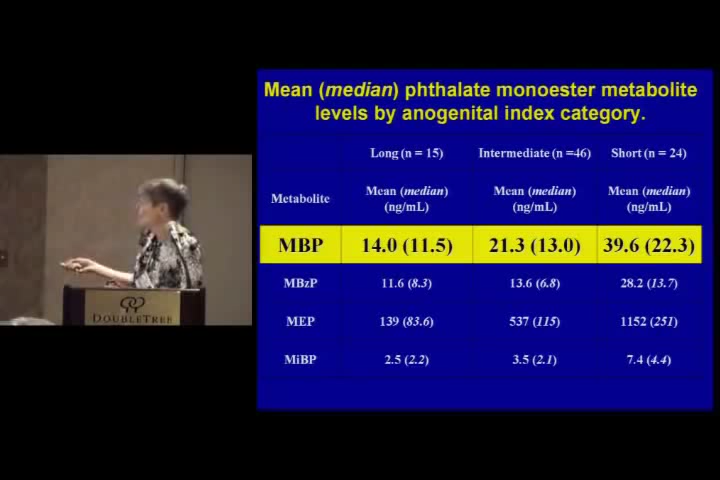 Mean (median) phthalate monoester metabolite
levels by anogenital index category.
Long (n = 15) Intermediate (n =46) Short (n = 24)
Metabolite Mean (median) (ng/mL) Mean (median) (ng/mL) Mean (median) (ng/mL)
MBP 14.0 (11.5) 21.3 (13.0) 39.6 (22.3)
MBzP 11.6 (8.3) 13.6 (6.8) 28.2 (13.7)
MEP 139 (83.6) 537 (115) 1152 (251)
MiBP 2.5 (2.2) 3.5 (2.1) 7.4 (4.4)
DOUBLETREE